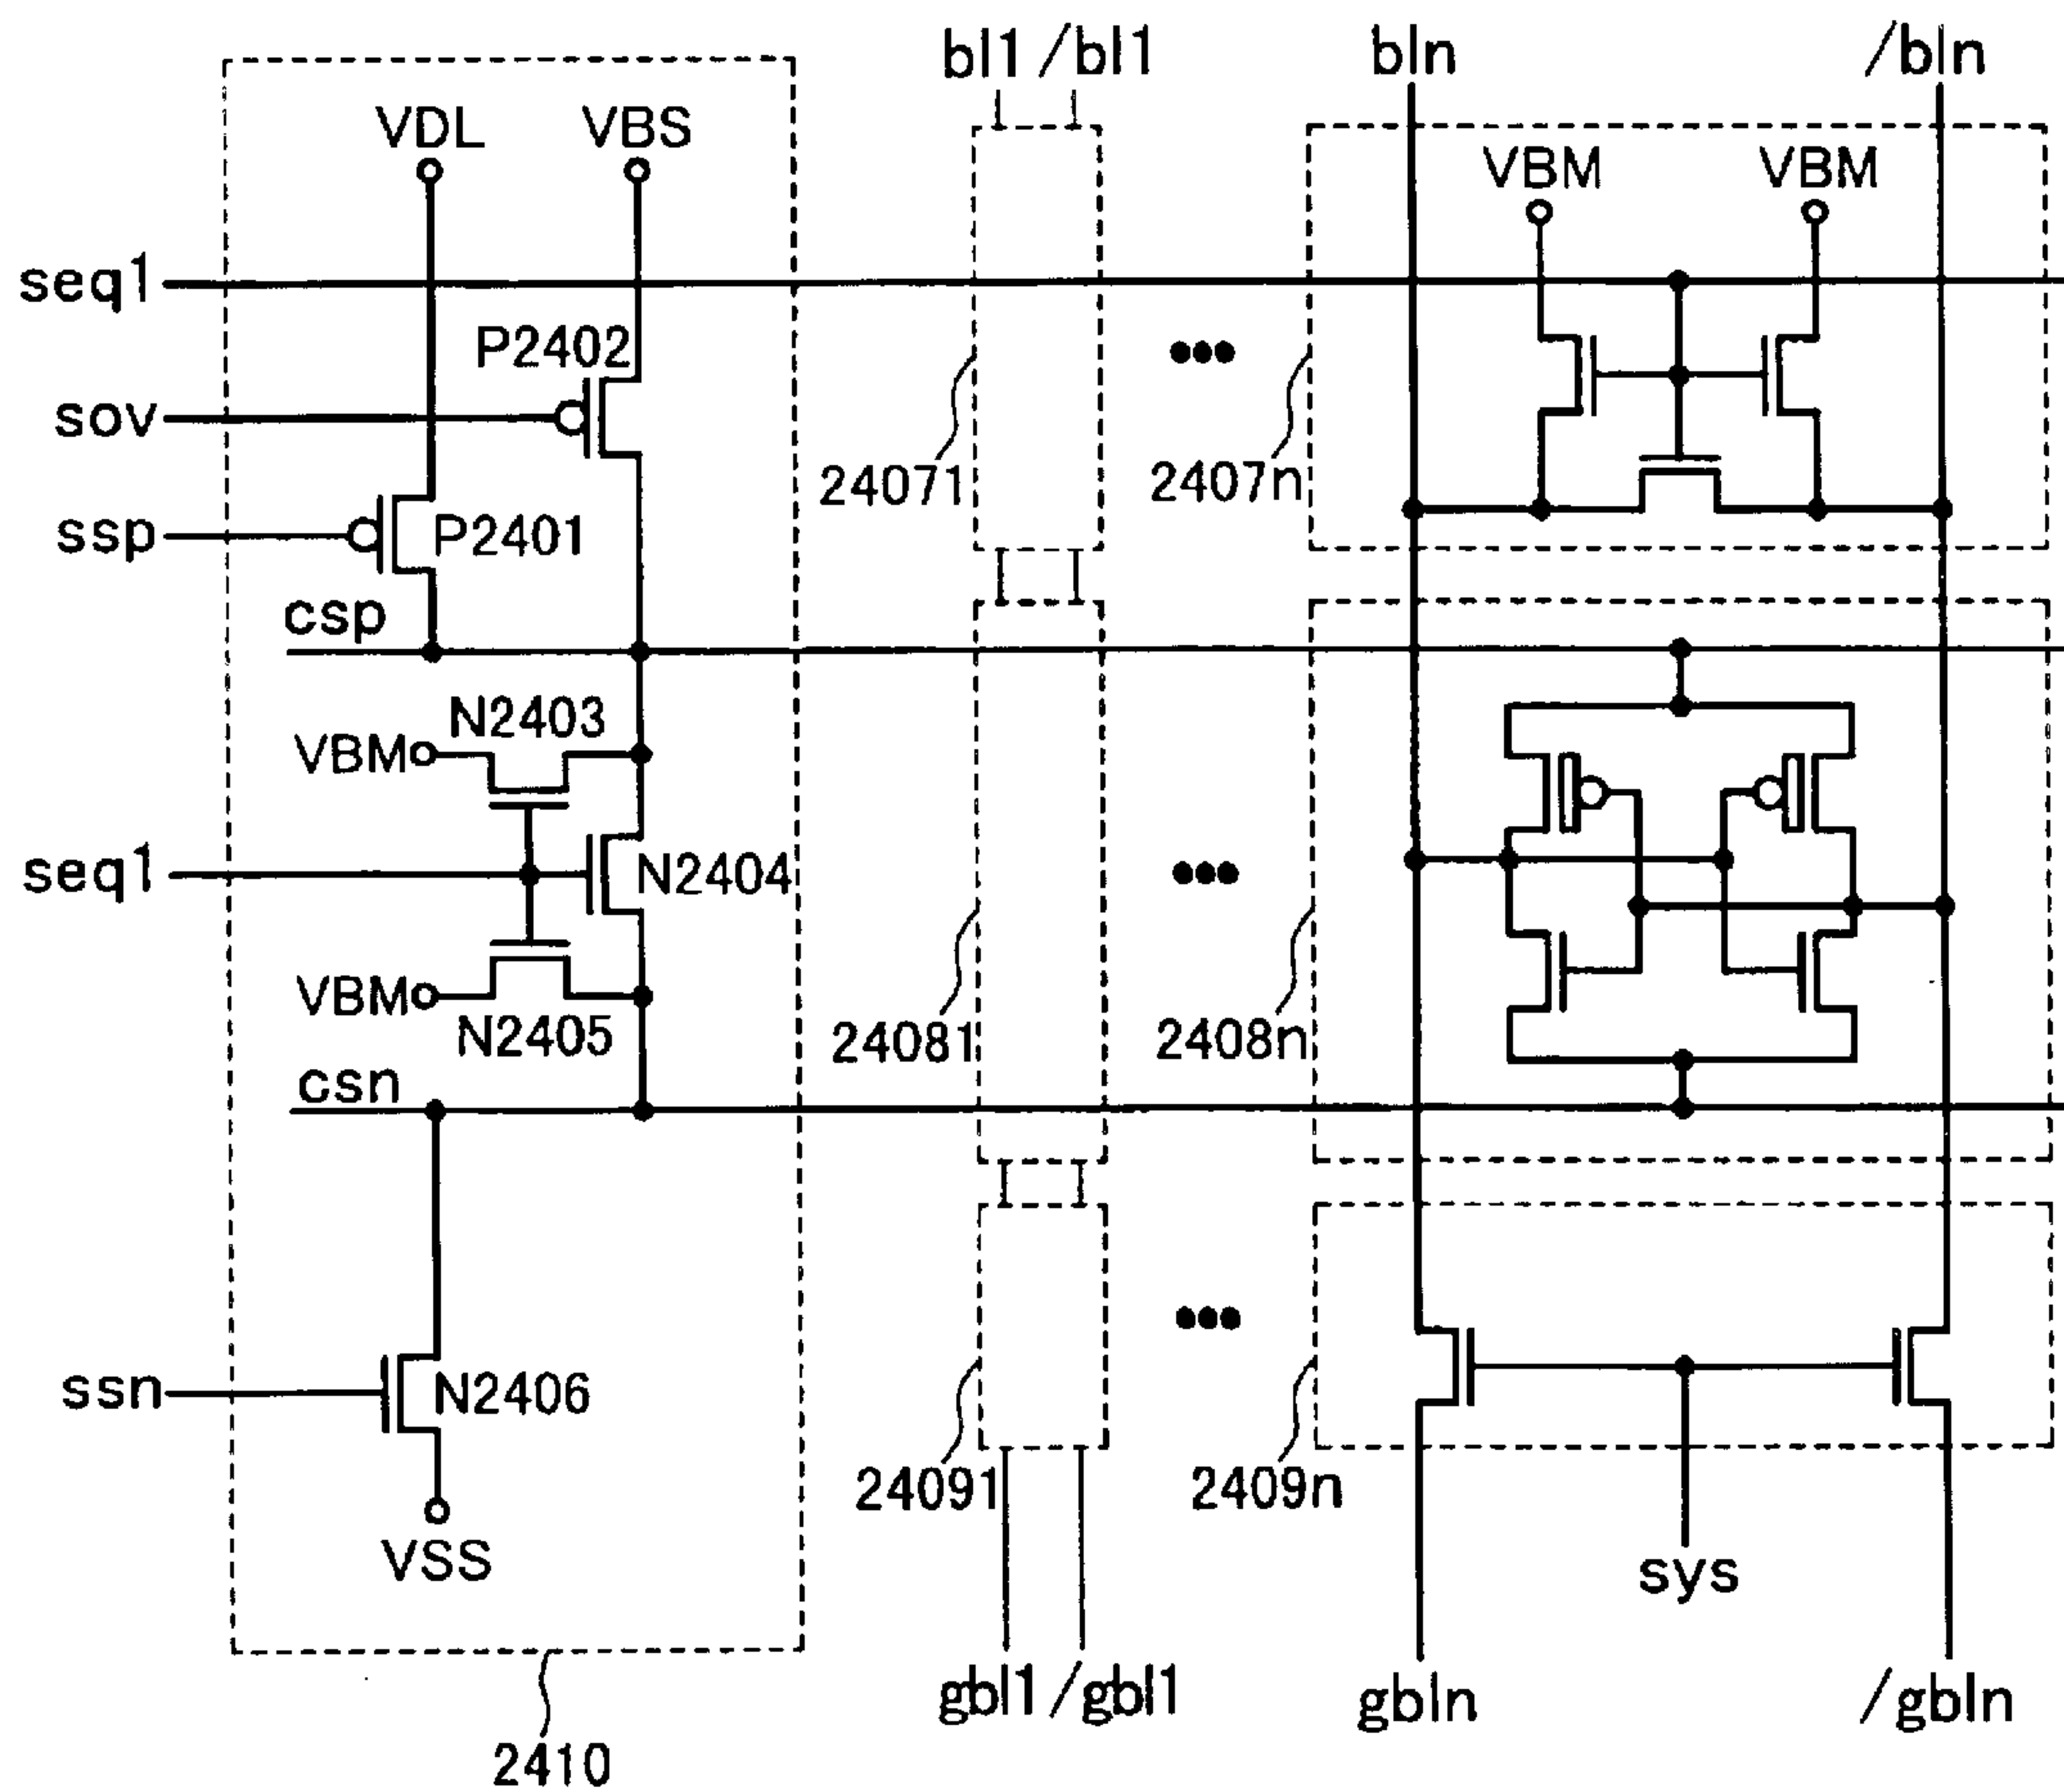 bl1 /bl1
bln
/bln
VDL
VBS
VBM
VBM
seq1
P2402
sov
24071
2407n
ssp
P2401
csp
N2403
VBM
seq1
N2404
VBM
N2405
24081
2408n
csn
ssn
N2406
24091
2409n
VSS
sys
gbl1 /gbl1
gbln
/gbln
2410